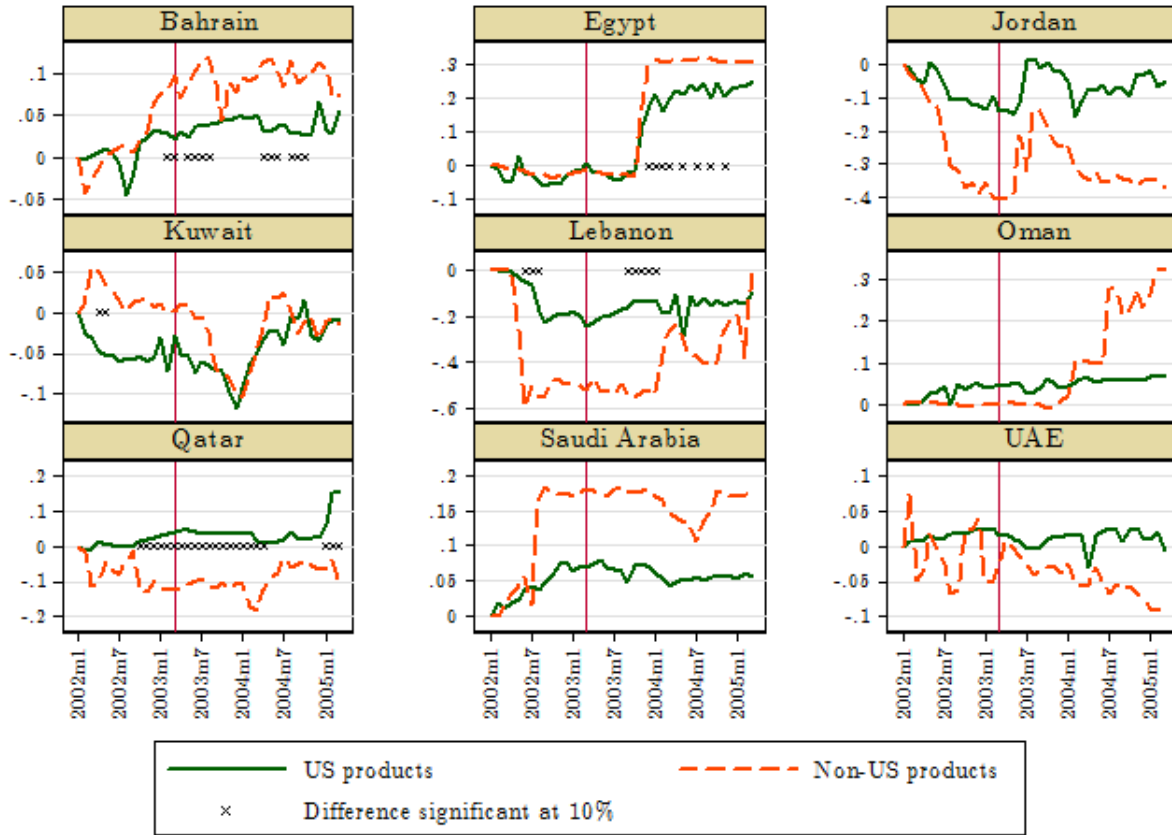 Bahrain Egypt Jordan
.1
.05
0
-.05
.3
.2
.1
0
-.1
0
-.1
-.2
-.3
-.4
Kuwait Lebanon Oman
.05
0
-.05
-.1
0
-.2
-.4
-.6
.3
.2
.1
0
Qatar Saudi Arabia UAE
.2
.1
0
-.1
-.2
.2
.15
.1
.05
0
.1
.05
0
-.05
-.1
2002m1
2002m7
2003m1
2003m7
2004m1
2004m7
2005m1
2002m1
2002m7
2003m1
2003m7
2004m1
2004m7
2005m1
2002m1
2002m7
2003m1
2003m7
2004m1
2004m7
2005m1
US products Non-US products
Difference significant at 10%